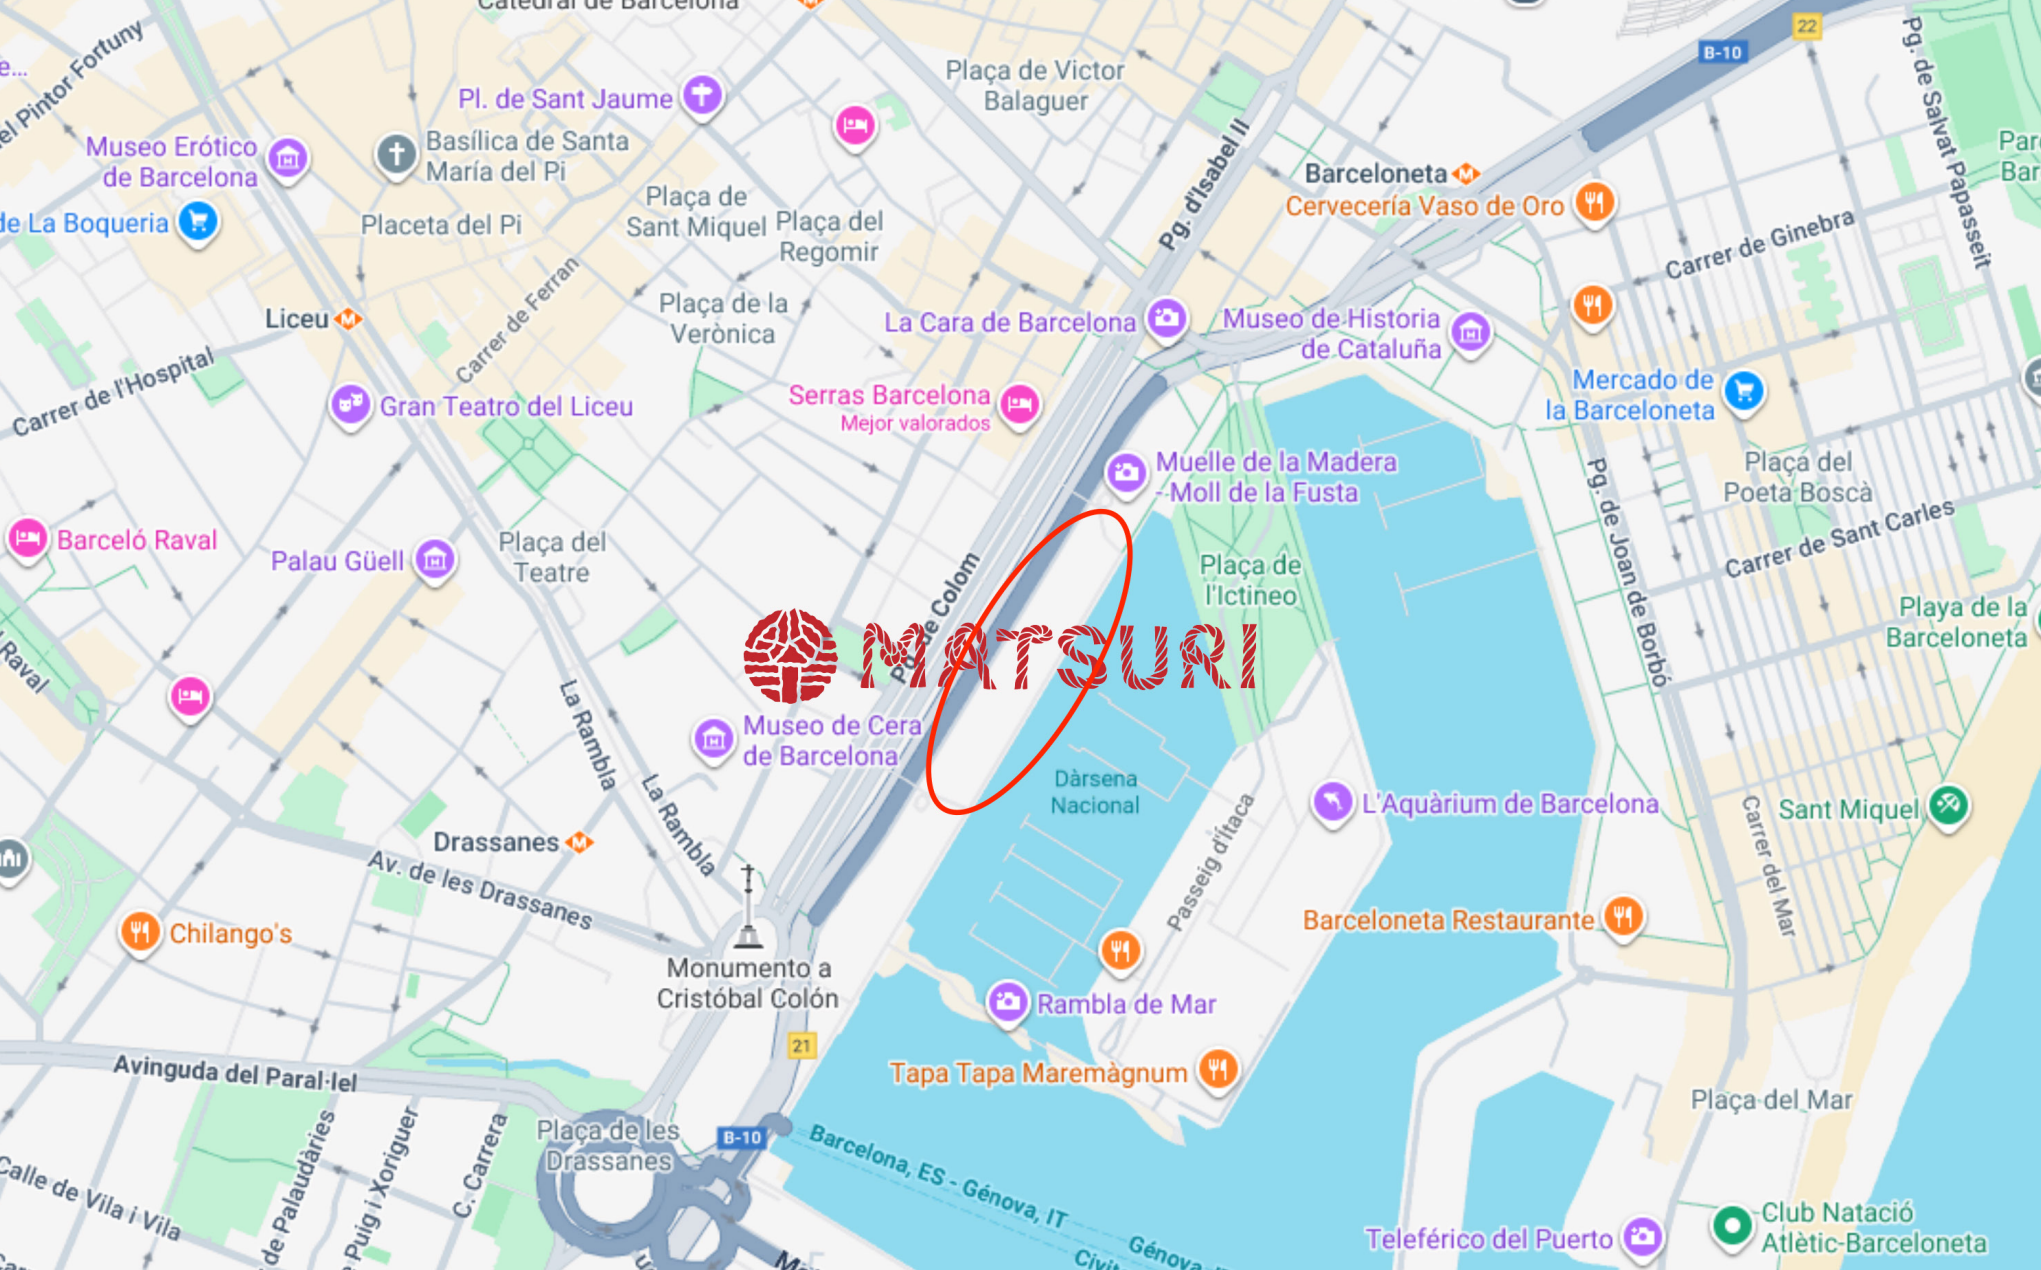 Catedral de Barcelona
22
B-10
Pg. de Salvat Papasseit
el Pintor Fortuny
Plaça de Victor
Balaguer
Pl. de Sant Jaume
Museo Erótico
de Barcelona
Basílica de Santa
María del Pi
Pg. d'Isabel II
Barceloneta
Cervecería Vaso de Oro
Par
Bar
de La Boqueria
Placeta del Pi
Plaça de
Sant Miquel
Plaça del
Regomir
Carrer de Ginebra
Liceu
Carrer de Ferran
Plaça de la
Verònica
La Cara de Barcelona
Museo de Historia
de Cataluña
Carrer de l'Hospital
Gran Teatro del Liceu
Serras Barcelona
Mejor valorados
Mercado de
la Barceloneta
Muelle de la Madera
- Moll de la Fusta
Plaça del
Poeta Boscà
Pg. de Joan de Borbó
Carrer de Sant Carles
Barceló Raval
Palau Güell
Plaça del
Teatre
Pg. de Colom
Plaça de
l'Ictineo
Playa de la
Barceloneta
l Raval
MATSURI
La Rambla
Museo de Cera
de Barcelona
La Rambla
Dàrsena
Nacional
Passeig d'Ítaca
L'Aquàrium de Barcelona
Sant Miquel
Carrer del Mar
Drassanes
Av. de les Drassanes
Chilango's
Barceloneta Restaurante
Monumento a
Cristóbal Colón
Rambla de Mar
21
Tapa Tapa Maremàgnum
Avinguda del Paral·lel
Plaça del Mar
Plaça de les
Drassanes
B-10
Barcelona, ES - Génova, IT
Génova,
Civit
Calle de Vila i Vila
de Palaudàries
Puig i Xoriguer
C. Carrera
Teleférico del Puerto
Club Natació
Atlètic-Barceloneta